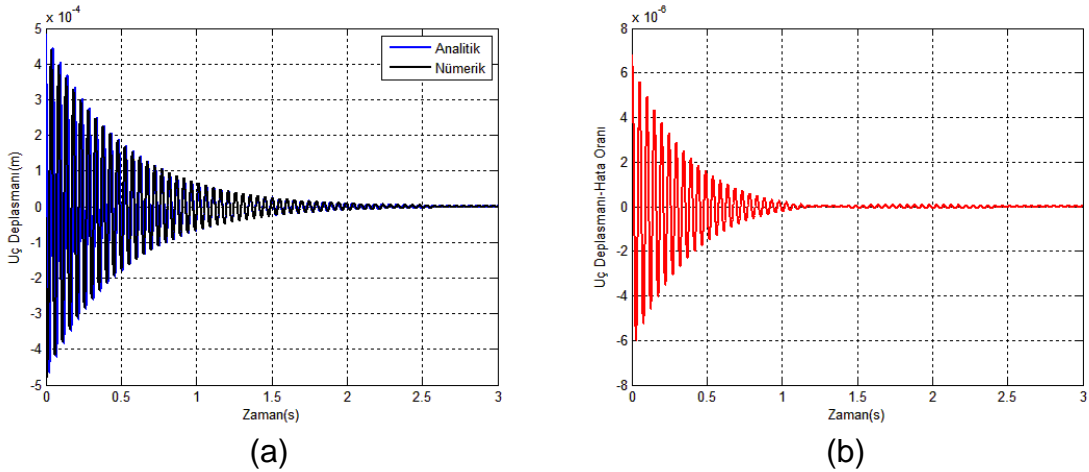 x 10^-4
5
4
3
2
1
0
-1
-2
-3
-4
-5
0 0.5 1 1.5 2 2.5 3
Zaman(s)
Uç Deplasmanı(m)
Analitik
Nümerik
(a)
x 10^-6
8
6
4
2
0
-2
-4
-6
-8
0 0.5 1 1.5 2 2.5 3
Zaman(s)
Uç Deplasmanı-Hata Oranı
(b)